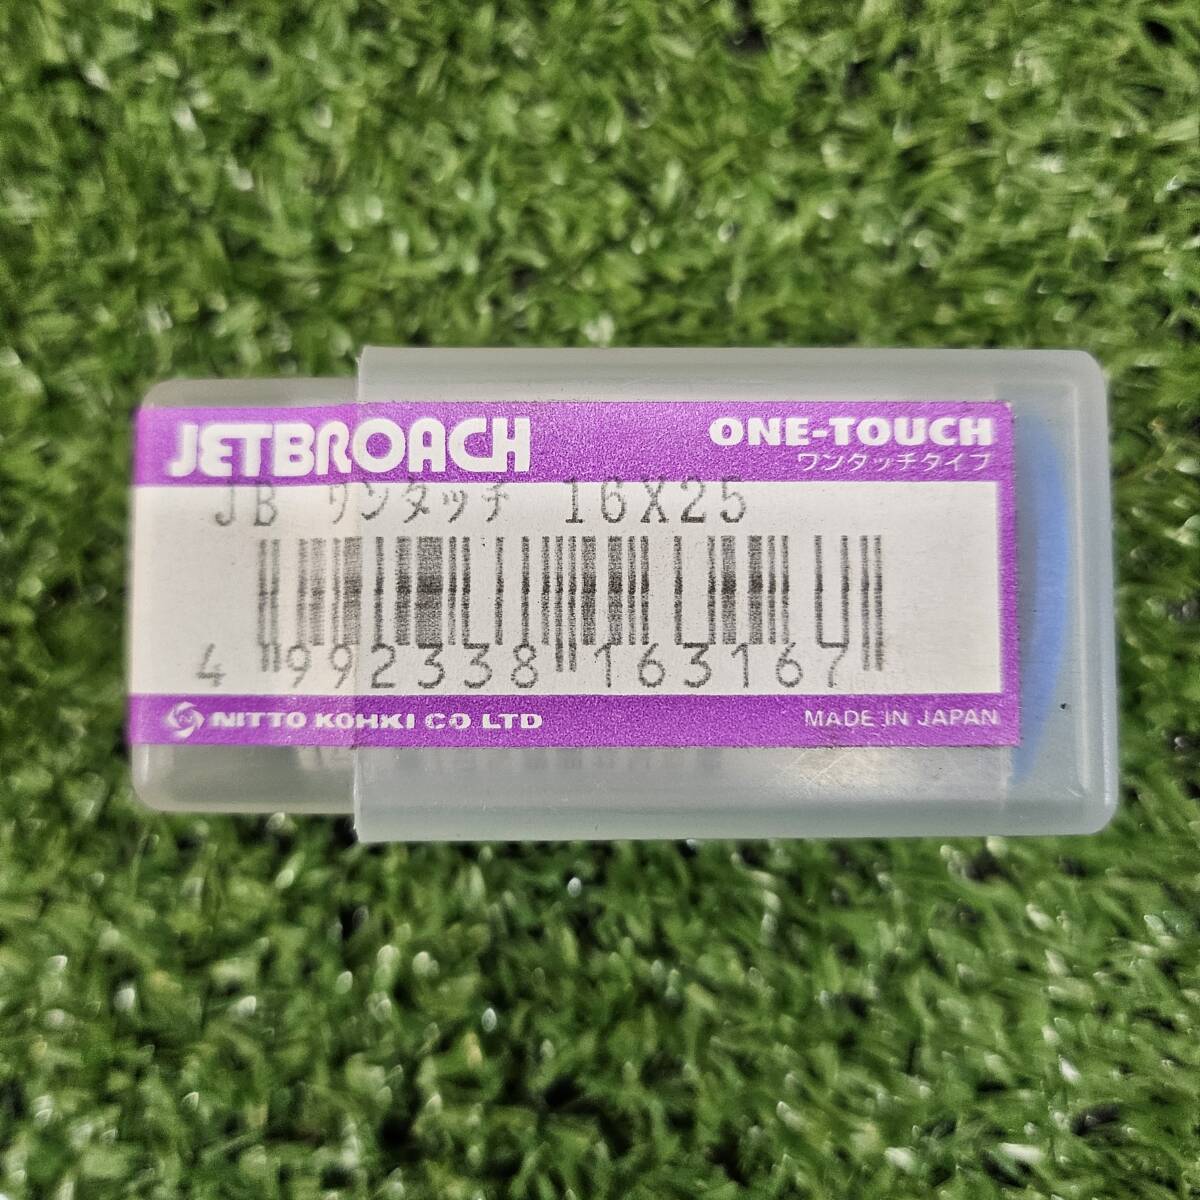 JETBROACH
ONE-TOUCH
ワンタッチタイプ
JB ワンタッチ 16X25
4 992338 163167
NITTO KOHKI CO LTD
MADE IN JAPAN